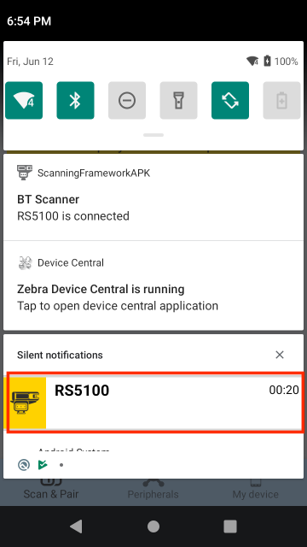 6:54 PM
Fri, Jun 12
4
100%
ScanningFrameworkAPK
BT Scanner
RS5100 is connected
Device Central
Zebra Device Central is running
Tap to open device central application
Silent notifications
RS5100
00:20
Android System
Scan & Pair
Peripherals
My device